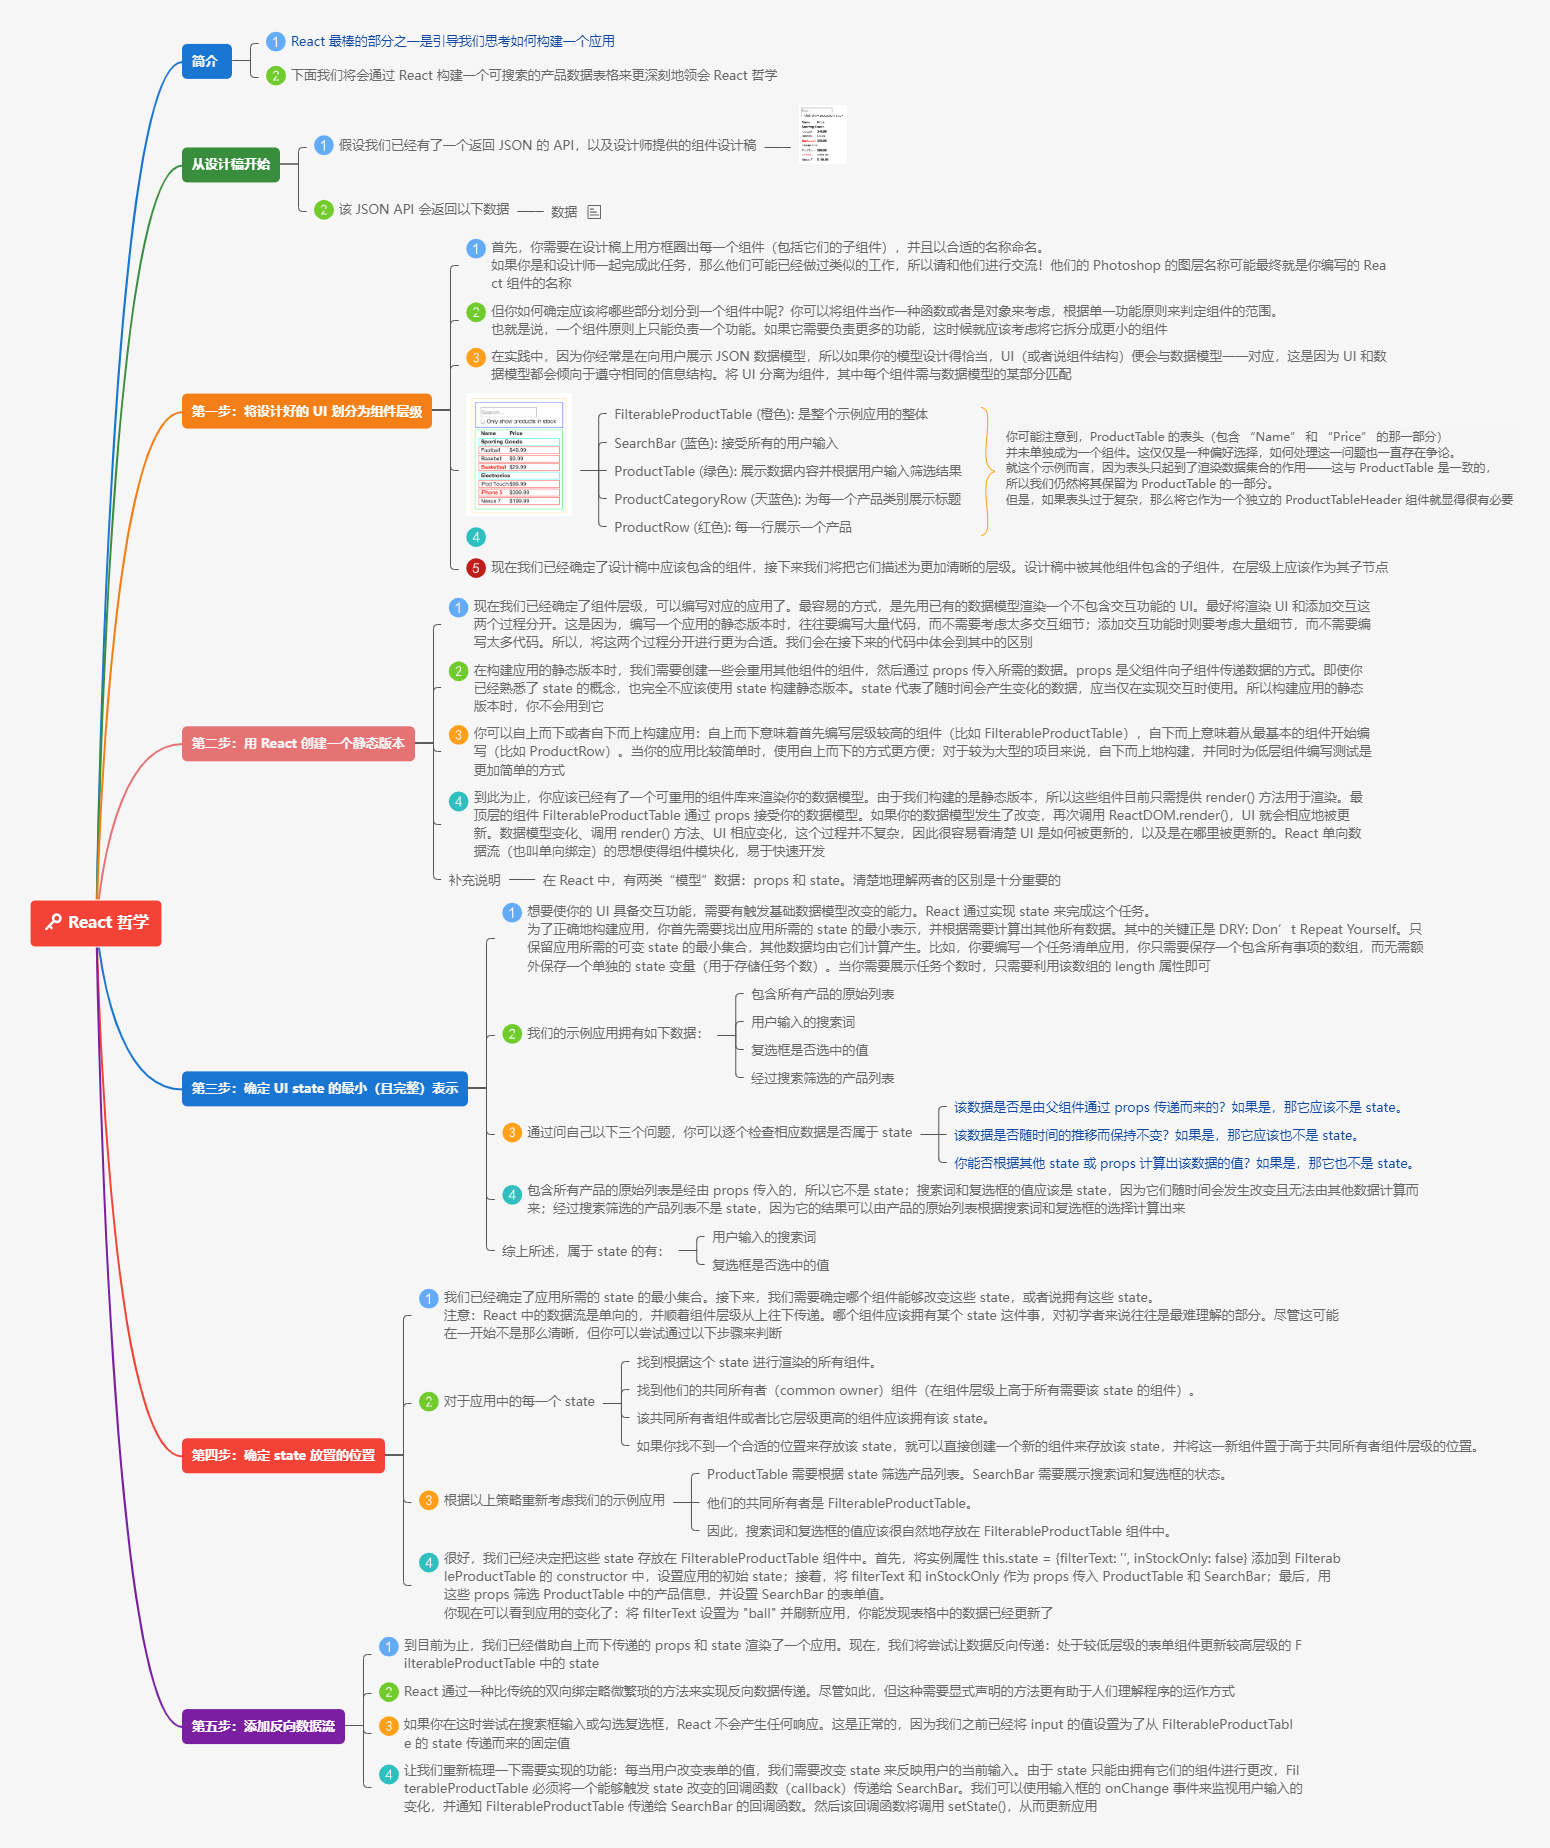 简介
1 React 最棒的部分之一是引导我们思考如何构建一个应用
2 下面我们将会通过 React 构建一个可搜索的产品数据表格来更深刻地领会 React 哲学
从设计稿开始
1 假设我们已经有了一个返回 JSON 的 API，以及设计师提供的组件设计稿
2 该 JSON API 会返回以下数据
数据
第一步：将设计好的 UI 划分为组件层级
1 首先，你需要在设计稿上用方框圈出每一个组件（包括它们的子组件），并且以合适的名称命名。
如果你是和设计师一起完成此任务，那么他们可能已经做过类似的工作，所以请和他们进行交流！他们的 Photoshop 的图层名称可能最终就是你编写的 Rea
ct 组件的名称
2 但你如何确定应该将哪些部分划分到一个组件中呢？你可以将组件当作一种函数或者是对象来考虑，根据单一功能原则来判定组件的范围。
也就是说，一个组件原则上只能负责一个功能。如果它需要负责更多的功能，这时候就应该考虑将它拆分成更小的组件
3 在实践中，因为你经常是在向用户展示 JSON 数据模型，所以如果你的模型设计得恰当，UI（或者说组件结构）便会与数据模型一一对应，这是因为 UI 和数
据模型都会倾向于遵守相同的信息结构。将 UI 分离为组件，其中每个组件需与数据模型的某部分匹配
Search...
Only show products in stock
Name Price
Sporting Goods
Football $49.99
Baseball $9.99
Basketball $29.99
Electronics
iPod Touch $99.99
iPhone 5 $399.99
Nexus 7 $199.99
4
FilterableProductTable (橙色): 是整个示例应用的整体
SearchBar (蓝色): 接受所有的用户输入
ProductTable (绿色): 展示数据内容并根据用户输入筛选结果
ProductCategoryRow (天蓝色): 为每一个产品类别展示标题
ProductRow (红色): 每一行展示一个产品
你可能注意到，ProductTable 的表头（包含 “Name” 和 “Price” 的那一部分）
并未单独成为一个组件。这仅仅是一种偏好选择，如何处理这一问题也一直存在争论。
就这个示例而言，因为表头只起到了渲染数据集合的作用——这与 ProductTable 是一致的，
所以我们仍然将其保留为 ProductTable 的一部分。
但是，如果表头过于复杂，那么将它作为一个独立的 ProductTableHeader 组件就显得很有必要
5 现在我们已经确定了设计稿中应该包含的组件，接下来我们将把它们描述为更加清晰的层级。设计稿中被其他组件包含的子组件，在层级上应该作为其子节点
第二步：用 React 创建一个静态版本
1 现在我们已经确定了组件层级，可以编写对应的应用了。最容易的方式，是先用已有的数据模型渲染一个不包含交互功能的 UI。最好将渲染 UI 和添加交互这
两个过程分开。这是因为，编写一个应用的静态版本时，往往要编写大量代码，而不需要考虑太多交互细节；添加交互功能时则要考虑大量细节，而不需要编
写太多代码。所以，将这两个过程分开进行更为合适。我们会在接下来的代码中体会到其中的区别
2 在构建应用的静态版本时，我们需要创建一些会重用其他组件的组件，然后通过 props 传入所需的数据。props 是父组件向子组件传递数据的方式。即使你
已经熟悉了 state 的概念，也完全不应该使用 state 构建静态版本。state 代表了随时间会产生变化的数据，应当仅在实现交互时使用。所以构建应用的静态
版本时，你不会用到它
3 你可以自上而下或者自下而上构建应用：自上而下意味着首先编写层级较高的组件（比如 FilterableProductTable），自下而上意味着从最基本的组件开始编
写（比如 ProductRow）。当你的应用比较简单时，使用自上而下的方式更方便；对于较为大型的项目来说，自下而上地构建，并同时为低层组件编写测试是
更加简单的方式
4 到此为止，你应该已经有了一个可重用的组件库来渲染你的数据模型。由于我们构建的是静态版本，所以这些组件目前只需提供 render() 方法用于渲染。最
顶层的组件 FilterableProductTable 通过 props 接受你的数据模型。如果你的数据模型发生了改变，再次调用 ReactDOM.render()，UI 就会相应地被更
新。数据模型变化、调用 render() 方法、UI 相应变化，这个过程并不复杂，因此很容易看清楚 UI 是如何被更新的，以及是在哪里被更新的。React 单向数
据流（也叫单向绑定）的思想使得组件模块化，易于快速开发
补充说明
在 React 中，有两类“模型”数据：props 和 state。清楚地理解两者的区别是十分重要的
React 哲学
第三步：确定 UI state 的最小（且完整）表示
1 想要使你的 UI 具备交互功能，需要有触发基础数据模型改变的能力。React 通过实现 state 来完成这个任务。
为了正确地构建应用，你首先需要找出应用所需的 state 的最小表示，并根据需要计算出其他所有数据。其中的关键正是 DRY: Don’t Repeat Yourself。只
保留应用所需的可变 state 的最小集合，其他数据均由它们计算产生。比如，你要编写一个任务清单应用，你只需要保存一个包含所有事项的数组，而无需额
外保存一个单独的 state 变量（用于存储任务个数）。当你需要展示任务个数时，只需要利用该数组的 length 属性即可
2 我们的示例应用拥有如下数据：
包含所有产品的原始列表
用户输入的搜索词
复选框是否选中的值
经过搜索筛选的产品列表
3 通过问自己以下三个问题，你可以逐个检查相应数据是否属于 state
该数据是否是由父组件通过 props 传递而来的？如果是，那它应该不是 state。
该数据是否随时间的推移而保持不变？如果是，那它应该也不是 state。
你能否根据其他 state 或 props 计算出该数据的值？如果是，那它也不是 state。
4 包含所有产品的原始列表是经由 props 传入的，所以它不是 state；搜索词和复选框的值应该是 state，因为它们随时间会发生改变且无法由其他数据计算而
来；经过搜索筛选的产品列表不是 state，因为它的结果可以由产品的原始列表根据搜索词和复选框的选择计算出来
综上所述，属于 state 的有：
用户输入的搜索词
复选框是否选中的值
第四步：确定 state 放置的位置
1 我们已经确定了应用所需的 state 的最小集合。接下来，我们需要确定哪个组件能够改变这些 state，或者说拥有这些 state。
注意：React 中的数据流是单向的，并顺着组件层级从上往下传递。哪个组件应该拥有某个 state 这件事，对初学者来说往往是最难理解的部分。尽管这可能
在一开始不是那么清晰，但你可以尝试通过以下步骤来判断
2 对于应用中的每一个 state
找到根据这个 state 进行渲染的所有组件。
找到他们的共同所有者（common owner）组件（在组件层级上高于所有需要该 state 的组件）。
该共同所有者组件或者比它层级更高的组件应该拥有该 state。
如果你找不到一个合适的位置来存放该 state，就可以直接创建一个新的组件来存放该 state，并将这一新组件置于高于共同所有者组件层级的位置。
3 根据以上策略重新考虑我们的示例应用
ProductTable 需要根据 state 筛选产品列表。SearchBar 需要展示搜索词和复选框的状态。
他们的共同所有者是 FilterableProductTable。
因此，搜索词和复选框的值应该很自然地存放在 FilterableProductTable 组件中。
4 很好，我们已经决定把这些 state 存放在 FilterableProductTable 组件中。首先，将实例属性 this.state = {filterText: '', inStockOnly: false} 添加到 Filterab
leProductTable 的 constructor 中，设置应用的初始 state；接着，将 filterText 和 inStockOnly 作为 props 传入 ProductTable 和 SearchBar；最后，用
这些 props 筛选 ProductTable 中的产品信息，并设置 SearchBar 的表单值。
你现在可以看到应用的变化了：将 filterText 设置为 "ball" 并刷新应用，你能发现表格中的数据已经更新了
第五步：添加反向数据流
1 到目前为止，我们已经借助自上而下传递的 props 和 state 渲染了一个应用。现在，我们将尝试让数据反向传递：处于较低层级的表单组件更新较高层级的 F
ilterableProductTable 中的 state
2 React 通过一种比传统的双向绑定略微繁琐的方法来实现反向数据传递。尽管如此，但这种需要显式声明的方法更有助于人们理解程序的运作方式
3 如果你在这时尝试在搜索框输入或勾选复选框，React 不会产生任何响应。这是正常的，因为我们之前已经将 input 的值设置为了从 FilterableProductTabl
e 的 state 传递而来的固定值
4 让我们重新梳理一下需要实现的功能：每当用户改变表单的值，我们需要改变 state 来反映用户的当前输入。由于 state 只能由拥有它们的组件进行更改，Fil
terableProductTable 必须将一个能够触发 state 改变的回调函数（callback）传递给 SearchBar。我们可以使用输入框的 onChange 事件来监视用户输入的
变化，并通知 FilterableProductTable 传递给 SearchBar 的回调函数。然后该回调函数将调用 setState()，从而更新应用